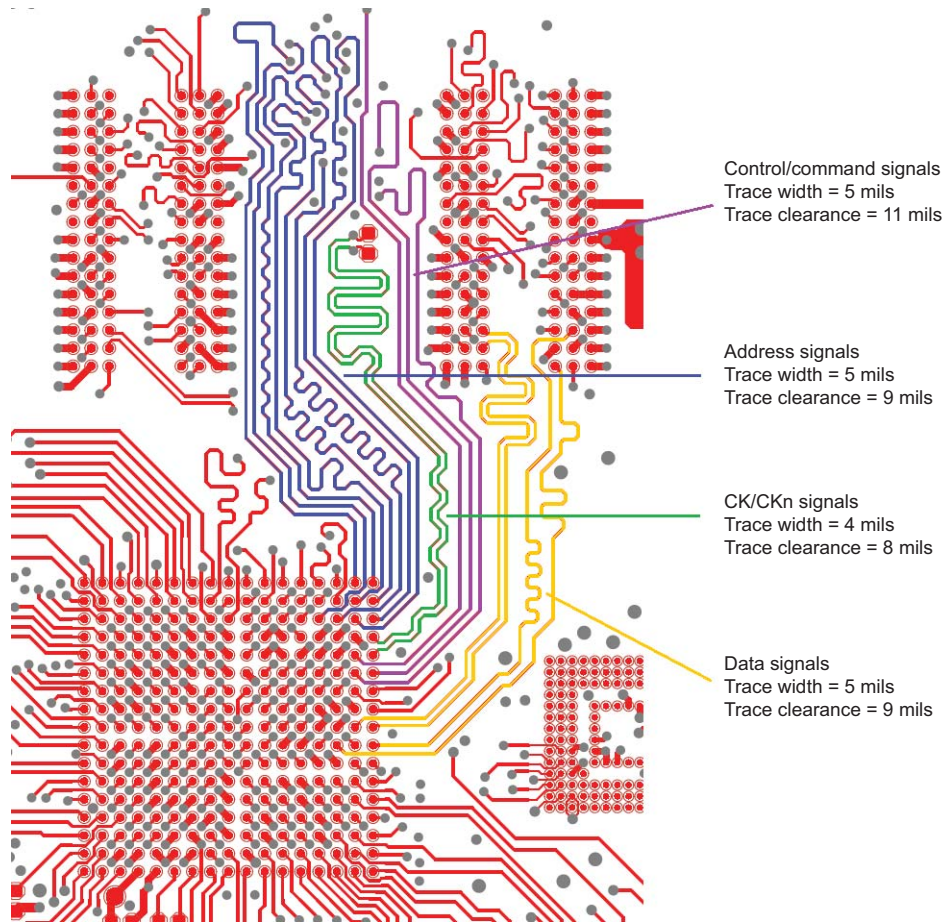 Control/command signals
Trace width = 5 mils
Trace clearance = 11 mils
Address signals
Trace width = 5 mils
Trace clearance = 9 mils
CK/CKn signals
Trace width = 4 mils
Trace clearance = 8 mils
Data signals
Trace width = 5 mils
Trace clearance = 9 mils